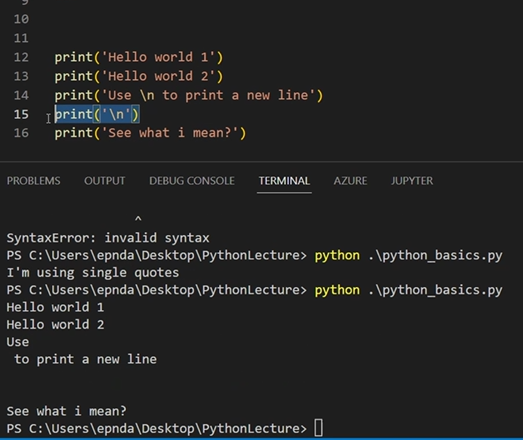 9
10
11
12 print('Hello world 1')
13 print('Hello world 2')
14 print('Use \n to print a new line')
15 print('\n')
16 print('See what i mean?')
PROBLEMS OUTPUT DEBUG CONSOLE TERMINAL AZURE JUPYTER
^
SyntaxError: invalid syntax
PS C:\Users\epnda\Desktop\PythonLecture> python .\python_basics.py
I'm using single quotes
PS C:\Users\epnda\Desktop\PythonLecture> python .\python_basics.py
Hello world 1
Hello world 2
Use
 to print a new line
See what i mean?
PS C:\Users\epnda\Desktop\PythonLecture>